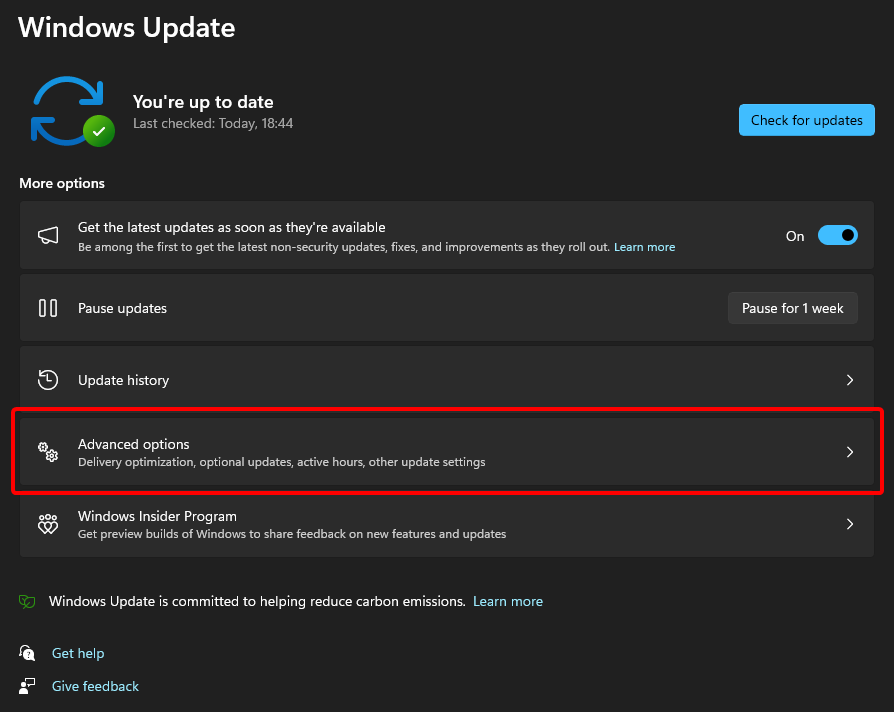 Windows Update
You're up to date
Last checked: Today, 18:44
Check for updates
More options
Get the latest updates as soon as they're available
Be among the first to get the latest non-security updates, fixes, and improvements as they roll out. Learn more
On
Pause updates
Pause for 1 week
Update history
Advanced options
Delivery optimization, optional updates, active hours, other update settings
Windows Insider Program
Get preview builds of Windows to share feedback on new features and updates
Windows Update is committed to helping reduce carbon emissions. Learn more
Get help
Give feedback